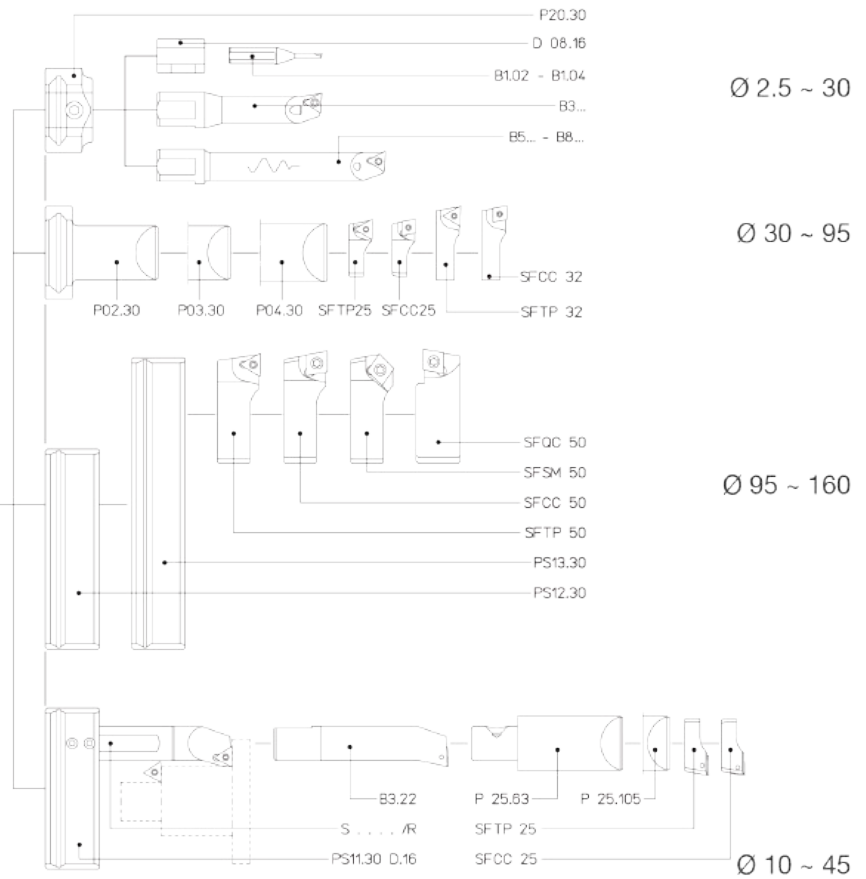 P20.30
D 08.16
B1.02 - B1.04
Ø 2.5 ~ 30
B3...
B5... - B8...
Ø 30 ~ 95
SFCC 32
P02.30 P03.30 P04.30 SFTP25 SFCC25
SFTP 32
SFQC 50
SFSM 50
Ø 95 ~ 160
SFCC 50
SFTP 50
PS13.30
PS12.30
B3.22 P 25.63 P 25.105
S . . . . /R SFTP 25
PS11.30 D.16 SFCC 25
Ø 10 ~ 45